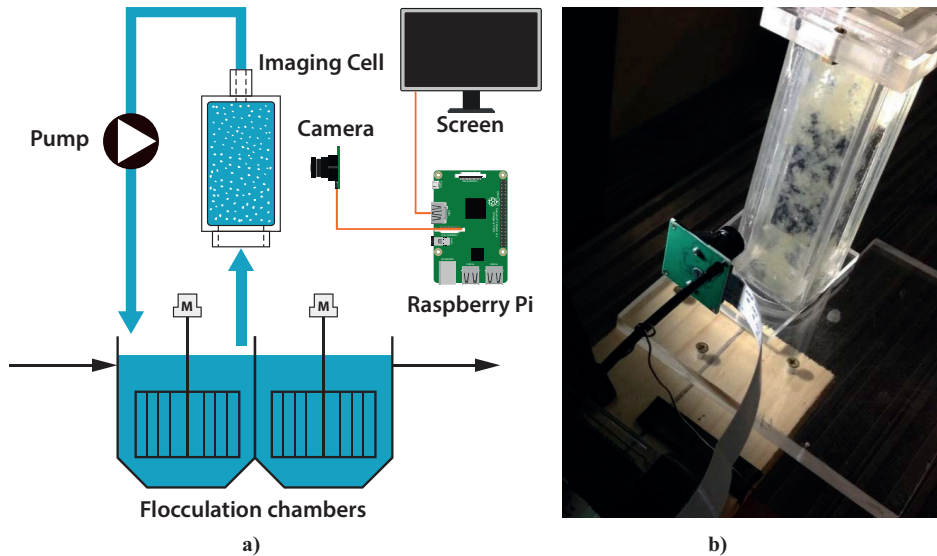 Imaging Cell
Pump
Camera
Screen
Raspberry Pi
M
M
Flocculation chambers
a)
b)